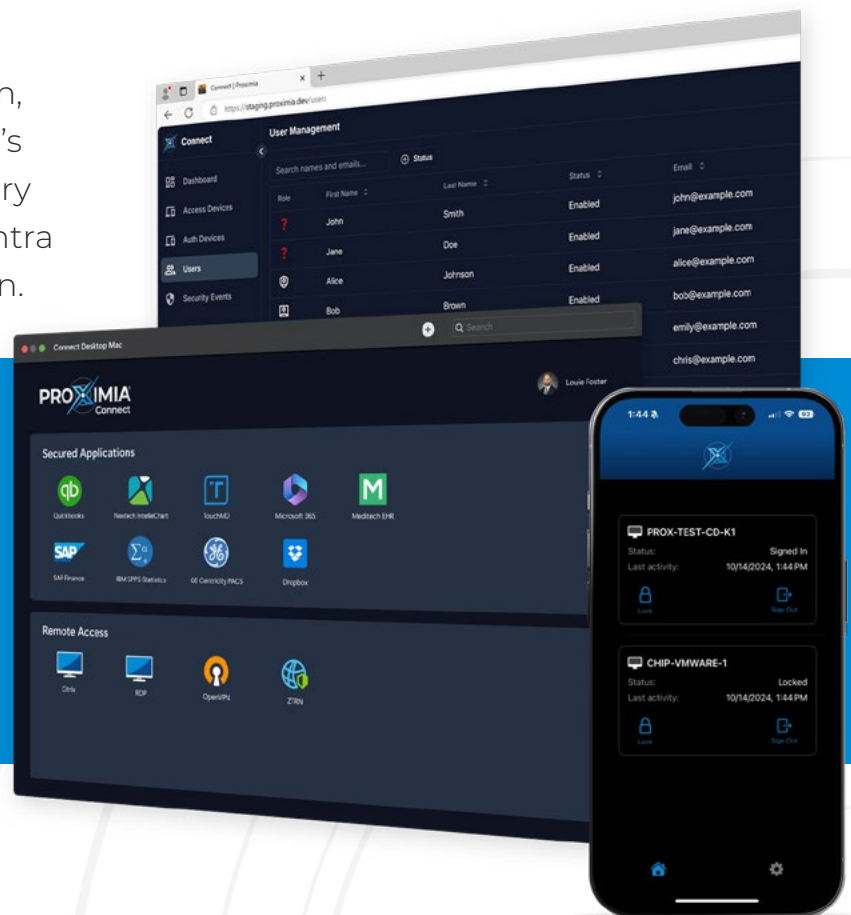 n,
's
ry
ntra
n.
Connect | Proximia
https://staging.proximia.dev/users
Connect
Dashboard
Access Devices
Auth Devices
Users
Security Events
User Management
Search names and emails...
Status
Role First Name Last Name Status Email
? John Smith Enabled john@example.com
? Jane Doe Enabled jane@example.com
Alice Johnson Enabled alice@example.com
Bob Brown Enabled bob@example.com
emily@example.com
chris@example.com
Connect Desktop Mac
Search
PROXIMIA
Connect
Louie Foster
Secured Applications
qb
Quickbooks
Nextech IntelleChart
T
TouchMD
Microsoft 365
M
Meditech EHR
SAP
SAP Finance
IBM SPPS Statistics
GE Centricity PACS
Dropbox
Remote Access
Citrix
RDP
OpenVPN
ZTRN
1:44
93
PROX-TEST-CD-K1
Status: Signed In
Last activity: 10/14/2024, 1:44 PM
Lock Sign Out
CHIP-VMWARE-1
Status: Locked
Last activity: 10/14/2024, 1:44 PM
Lock Sign Out